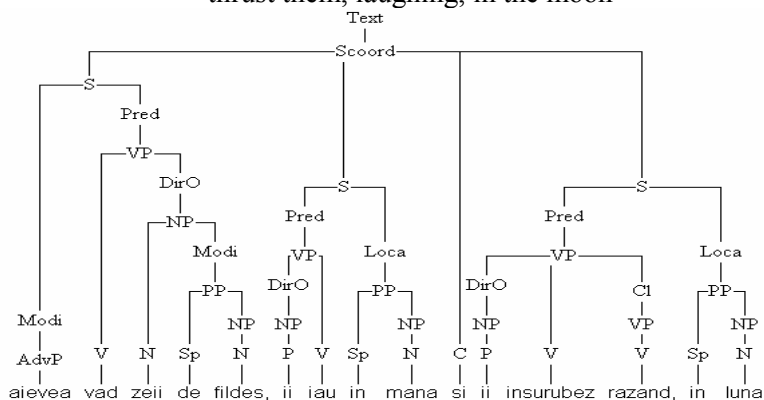 thrust them, laughing, in the moon
Text
Scoord
S
Pred
VP
DirO
S S
NP
Pred Pred
Modi VP Loca VP Loca
DirO DirO
PP PP Cl PP
Modi NP NP NP NP VP NP
AdvP V N Sp N P V Sp N C P V V Sp N
aievea vad zeii de fildes, ii iau in mana si ii insurubez razand, in luna